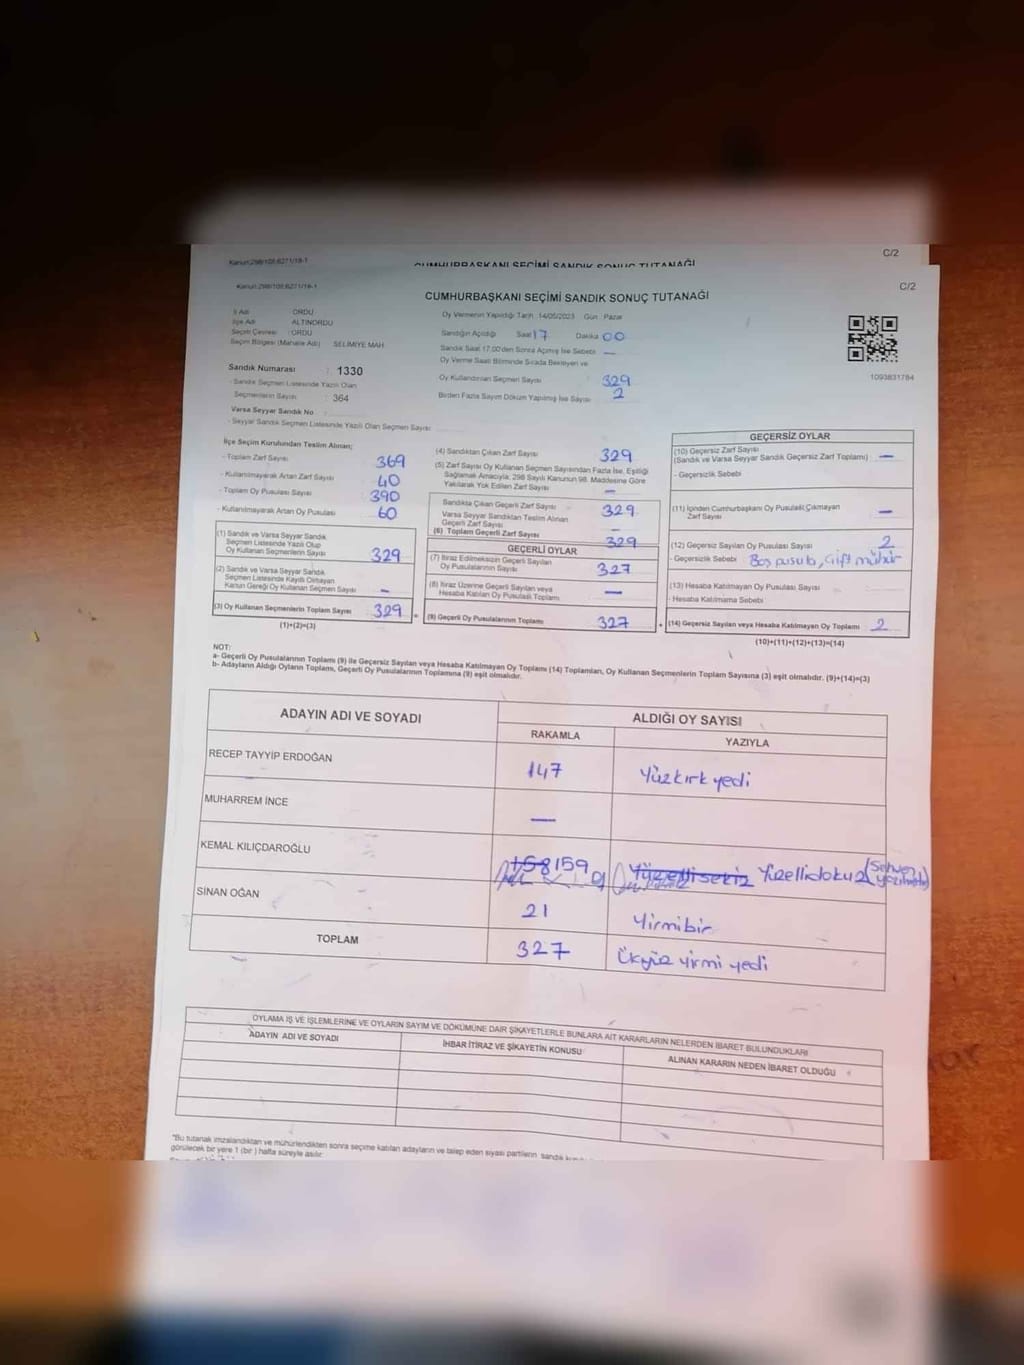 Kanun:298/105,6271/18-1
C/2
CUMHURBAŞKANI SEÇİMİ SANDIK SONUÇ TUTANAĞI
Kanun:298/105,6271/18-1
C/2
CUMHURBAŞKANI SEÇİMİ SANDIK SONUÇ TUTANAĞI
İl Adı : ORDU
İlçe Adı : ALTINORDU
Seçim Çevresi : ORDU
Seçim Bölgesi (Mahalle Adı) : SELİMİYE MAH.
Sandık Numarası : 1330
- Sandık Seçmen Listesinde Yazılı Olan
Seçmenlerin Sayısı : 364
Varsa Seyyar Sandık No :
- Seyyar Sandık Seçmen Listesinde Yazılı Olan Seçmen Sayısı :
Oy Vermenin Yapıldığı Tarih :14/05/2023 Gün : Pazar
Sandığın Açıldığı Saat 17 Dakika 00
Sandık Saat 17.00'den Sonra Açılmış İse Sebebi —
Oy Verme Saati Bitiminde Sırada Bekleyen ve
Oy Kullandırılan Seçmen Sayısı 329
Birden Fazla Sayım Döküm Yapılmış İse Sayısı 2
1093831784
İlçe Seçim Kurulundan Teslim Alınan;
- Toplam Zarf Sayısı 369
- Kullanılmayarak Artan Zarf Sayısı 40
- Toplam Oy Pusulası Sayısı 390
- Kullanılmayarak Artan Oy Pusulası 60
(1) Sandık ve Varsa Seyyar Sandık
Seçmen Listesinde Yazılı Olup
Oy Kullanan Seçmenlerin Sayısı 329
(2) Sandık ve Varsa Seyyar Sandık
Seçmen Listesinde Kayıtlı Olmayan
Kanun Gereği Oy Kullanan Seçmen Sayısı —
(3) Oy Kullanan Seçmenlerin Toplam Sayısı 329 =
(1)+(2)=(3)
(4) Sandıktan Çıkan Zarf Sayısı 329
(5) Zarf Sayısı Oy Kullanan Seçmen Sayısından Fazla İse, Eşitliği
Sağlamak Amacıyla, 298 Sayılı Kanunun 98. Maddesine Göre
Yakılarak Yok Edilen Zarf Sayısı —
Sandıkta Çıkan Geçerli Zarf Sayısı 329
Varsa Seyyar Sandıktan Teslim Alınan
Geçerli Zarf Sayısı —
(6) Toplam Geçerli Zarf Sayısı 329
GEÇERLİ OYLAR
(7) İtiraz Edilmeksizin Geçerli Sayılan
Oy Pusulalarının Sayısı 327
(8) İtiraz Üzerine Geçerli Sayılan veya
Hesaba Katılan Oy Pusulası Toplamı —
(9) Geçerli Oy Pusulalarının Toplamı 327 +
GEÇERSİZ OYLAR
(10) Geçersiz Zarf Sayısı
(Sandık ve Varsa Seyyar Sandık Geçersiz Zarf Toplamı) —
- Geçersizlik Sebebi
(11) İçinden Cumhurbaşkanı Oy Pusulası Çıkmayan
Zarf Sayısı —
(12) Geçersiz Sayılan Oy Pusulası Sayısı 2
- Geçersizlik Sebebi Boş pusula, çift mühür
(13) Hesaba Katılmayan Oy Pusulası Sayısı
- Hesaba Katılmama Sebebi
(14) Geçersiz Sayılan veya Hesaba Katılmayan Oy Toplamı 2
(10)+(11)+(12)+(13)=(14)
NOT:
a- Geçerli Oy Pusulalarının Toplamı (9) ile Geçersiz Sayılan veya Hesaba Katılmayan Oy Toplamı (14) Toplamları, Oy Kullanan Seçmenlerin Toplam Sayısına (3) eşit olmalıdır. (9)+(14)=(3)
b- Adayların Aldığı Oyların Toplamı, Geçerli Oy Pusulalarının Toplamına (9) eşit olmalıdır.
ADAYIN ADI VE SOYADI ALDIĞI OY SAYISI
RAKAMLA YAZIYLA
RECEP TAYYİP ERDOĞAN 147 Yüzkırk yedi
MUHARREM İNCE —
KEMAL KILIÇDAROĞLU 158 159 Yüzellisekiz Yüzellidokuz (Sehven yazılmıştır)
SİNAN OĞAN 21 Yirmibir
TOPLAM 327 Üçyüz yirmi yedi
OYLAMA İŞ VE İŞLEMLERİNE VE OYLARIN SAYIM VE DÖKÜMÜNE DAİR ŞİKAYETLERLE BUNLARA AİT KARARLARIN NELERDEN İBARET BULUNDUKLARI
ADAYIN ADI VE SOYADI İHBAR İTİRAZ VE ŞİKAYETİN KONUSU ALINAN KARARIN NEDEN İBARET OLDUĞU
*Bu tutanak imzalandıktan ve mühürlendikten sonra seçime katılan adayların ve talep eden siyasi partilerin sandık
görülecek bir yere 1 (bir ) hafta süreyle asılır.